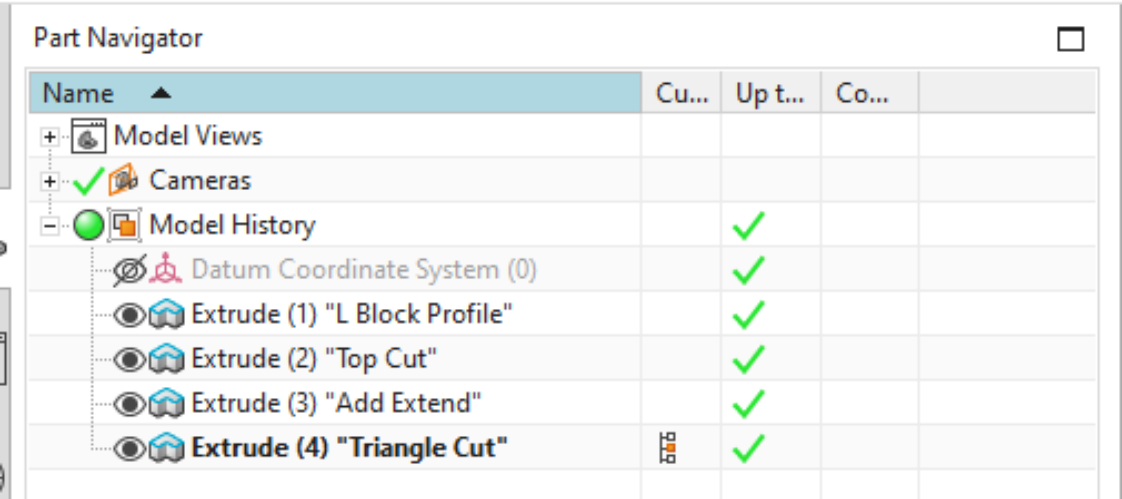 Part Navigator
Name Cu... Up t... Co...
Model Views
Cameras
Model History
Datum Coordinate System (0)
Extrude (1) "L Block Profile"
Extrude (2) "Top Cut"
Extrude (3) "Add Extend"
Extrude (4) "Triangle Cut"